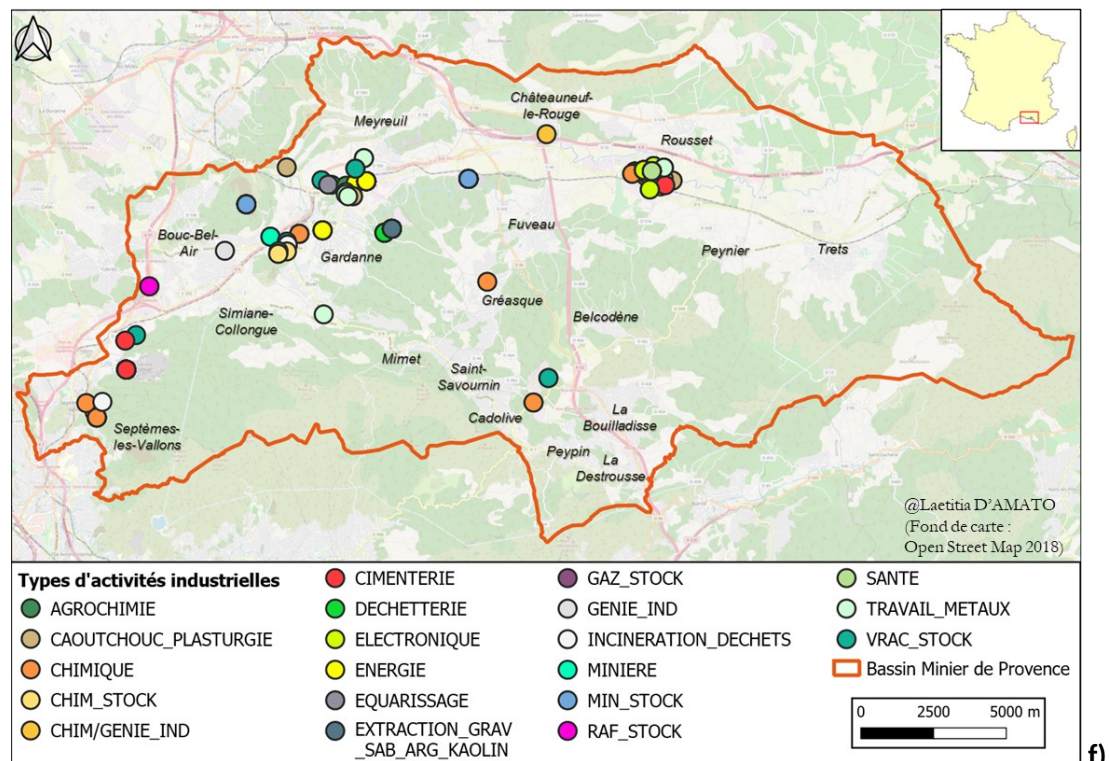 Châteauneuf-
le-Rouge
Meyreuil
Rousset
Fuveau
Bouc-Bel-
Air
Gardanne
Peynier
Trets
Gréasque
Simiane-
Collongue
Belcodène
Mimet
Saint-
Savournin
Cadolive
La
Bouilladisse
Septèmes-
les-Vallons
Peypin
La
Destrousse
@Laetitia D'AMATO
(Fond de carte :
Open Street Map 2018)
Types d'activités industrielles
AGROCHIMIE
CAOUTCHOUC_PLASTURGIE
CHIMIQUE
CHIM_STOCK
CHIM/GENIE_IND
CIMENTERIE
DECHETTERIE
ELECTRONIQUE
ENERGIE
EQUARISSAGE
EXTRACTION_GRAV
_SAB_ARG_KAOLIN
GAZ_STOCK
GENIE_IND
INCINERATION_DECHETS
MINIERE
MIN_STOCK
RAF_STOCK
SANTE
TRAVAIL_METAUX
VRAC_STOCK
Bassin Minier de Provence
0 2500 5000 m
f)